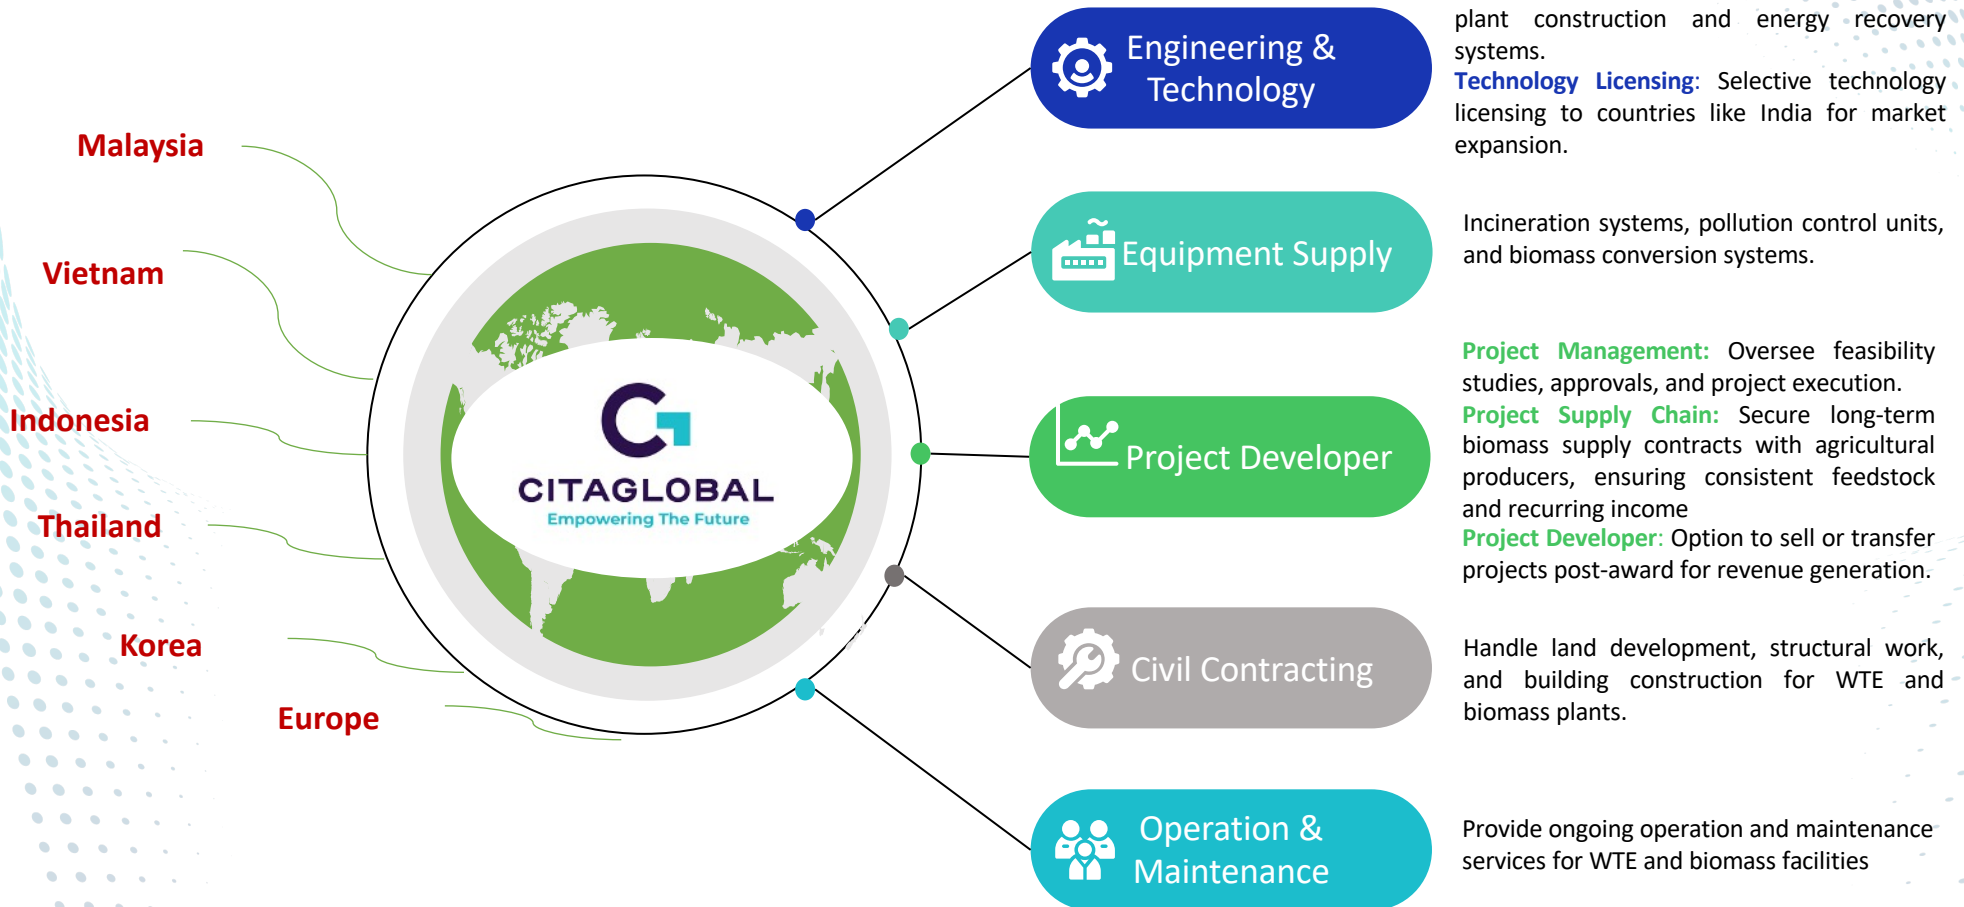 Malaysia
Vietnam
Indonesia
Thailand
Korea
Europe
CITAGLOBAL
Empowering The Future
Engineering &
Technology
plant construction and energy recovery
systems.
Technology Licensing: Selective technology
licensing to countries like India for market
expansion.
Equipment Supply
Incineration systems, pollution control units,
and biomass conversion systems.
Project Developer
Project Management: Oversee feasibility
studies, approvals, and project execution.
Project Supply Chain: Secure long-term
biomass supply contracts with agricultural
producers, ensuring consistent feedstock
and recurring income
Project Developer: Option to sell or transfer
projects post-award for revenue generation.
Civil Contracting
Handle land development, structural work,
and building construction for WTE and
biomass plants.
Operation &
Maintenance
Provide ongoing operation and maintenance
services for WTE and biomass facilities